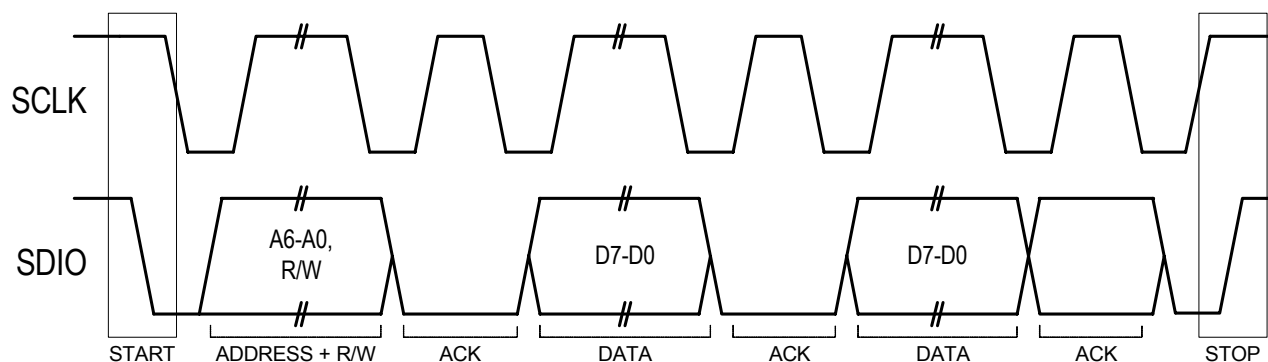 SCLK
SDIO
A6-A0,
R/W
D7-D0
D7-D0
START
ADDRESS + R/W
ACK
DATA
ACK
DATA
ACK
STOP